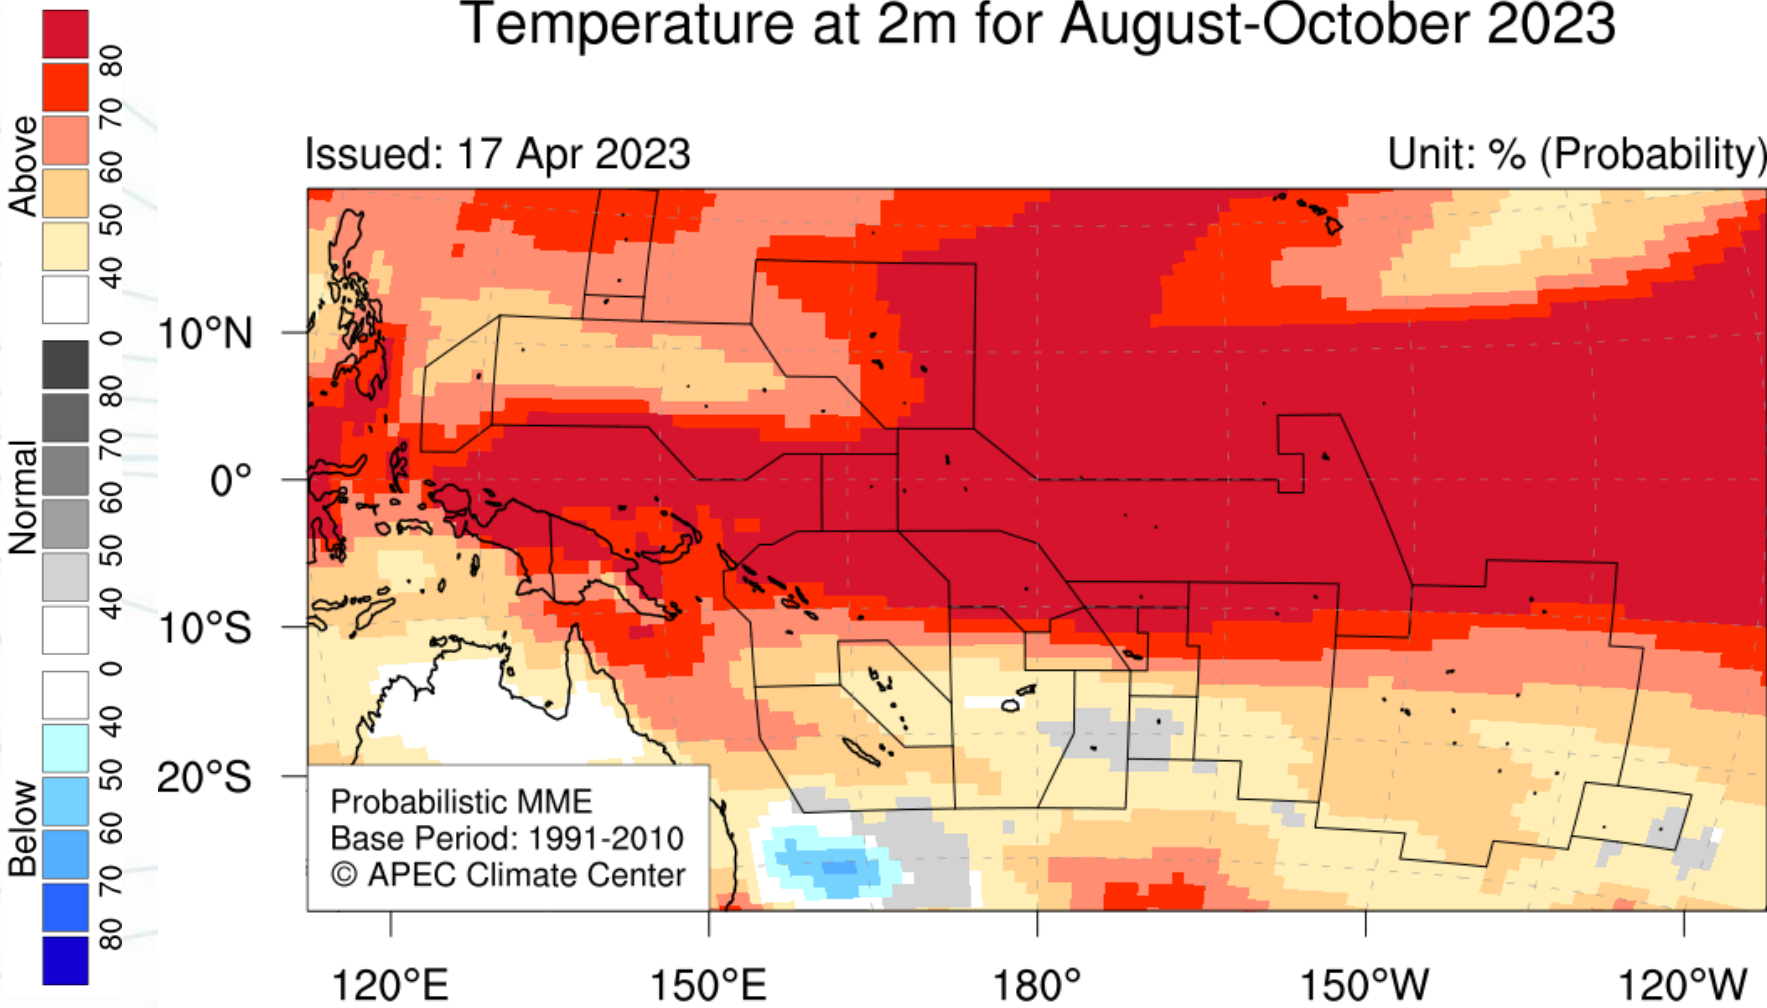 Temperature at 2m for August-October 2023
Issued: 17 Apr 2023
Unit: % (Probability)
Above
80
70
60
50
40
0
Normal
80
70
60
50
40
0
Below
40
50
60
70
80
10°N
0°
10°S
20°S
Probabilistic MME
Base Period: 1991-2010
© APEC Climate Center
120°E
150°E
180°
150°W
120°W